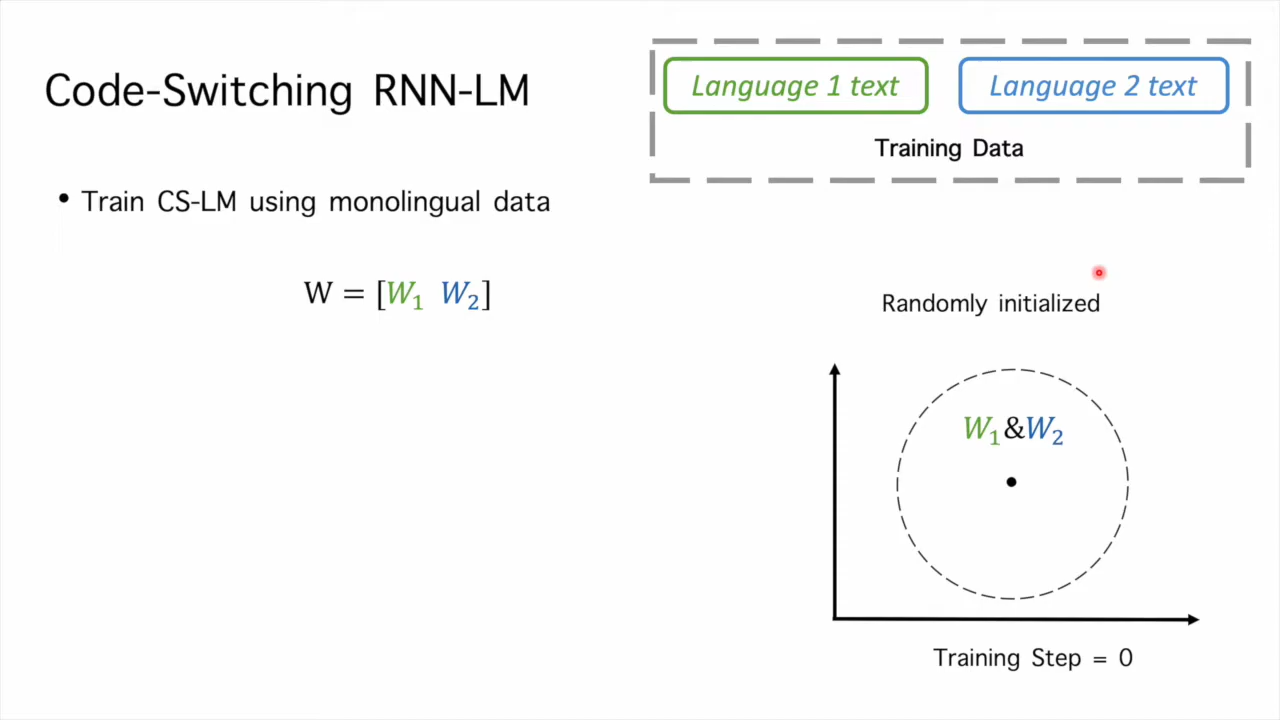 Code-Switching RNN-LM
Language 1 text
Language 2 text
Training Data
• Train CS-LM using monolingual data
W = [W₁ W₂]
Randomly initialized
W₁&W₂
Training Step = 0